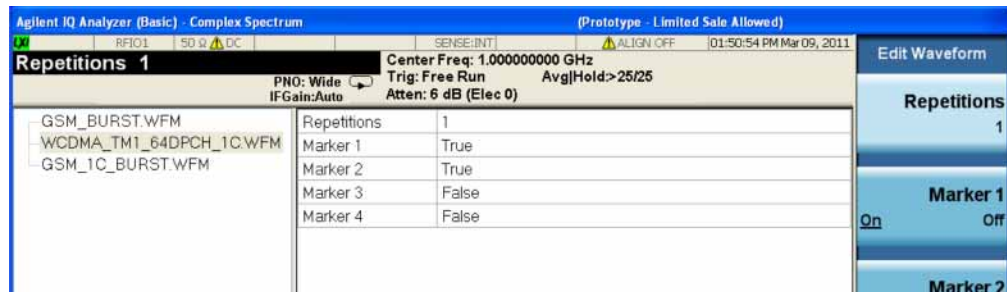 Agilent IQ Analyzer (Basic) - Complex Spectrum (Prototype - Limited Sale Allowed)
LXI RFIO1 50 Ω DC SENSE:INT ALIGN OFF 01:50:54 PM Mar 09, 2011
Repetitions 1
PNO: Wide
IFGain:Auto
Center Freq: 1.000000000 GHz
Trig: Free Run Avg|Hold:>25/25
Atten: 6 dB (Elec 0)
GSM_BURST.WFM
WCDMA_TM1_64DPCH_1C.WFM
GSM_1C_BURST.WFM
Repetitions 1
Marker 1 True
Marker 2 True
Marker 3 False
Marker 4 False
Edit Waveform
Repetitions
1
Marker 1
On Off
Marker 2